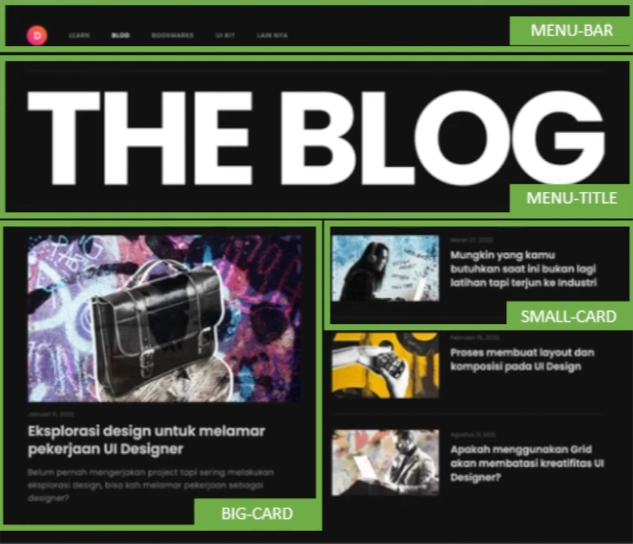 D LEARN BLOG BOOKMARKS UI KIT LAIN NYA
MENU-BAR
THE BLOG
MENU-TITLE
Januari 11, 2022
Eksplorasi design untuk melamar
pekerjaan UI Designer
Belum pernah mengerjakan project tapi sering melakukan
eksplorasi design, bisa kah melamar pekerjaan sebagai
designer?
BIG-CARD
Maret 27, 2022
Mungkin yang kamu
butuhkan saat ini bukan lagi
latihan tapi terjun ke Industri
SMALL-CARD
2022
Proses membuat layout dan
komposisi pada UI Design
Agustus 2022
Apakah menggunakan Grid
akan membatasi kreatifitas UI
Designer?